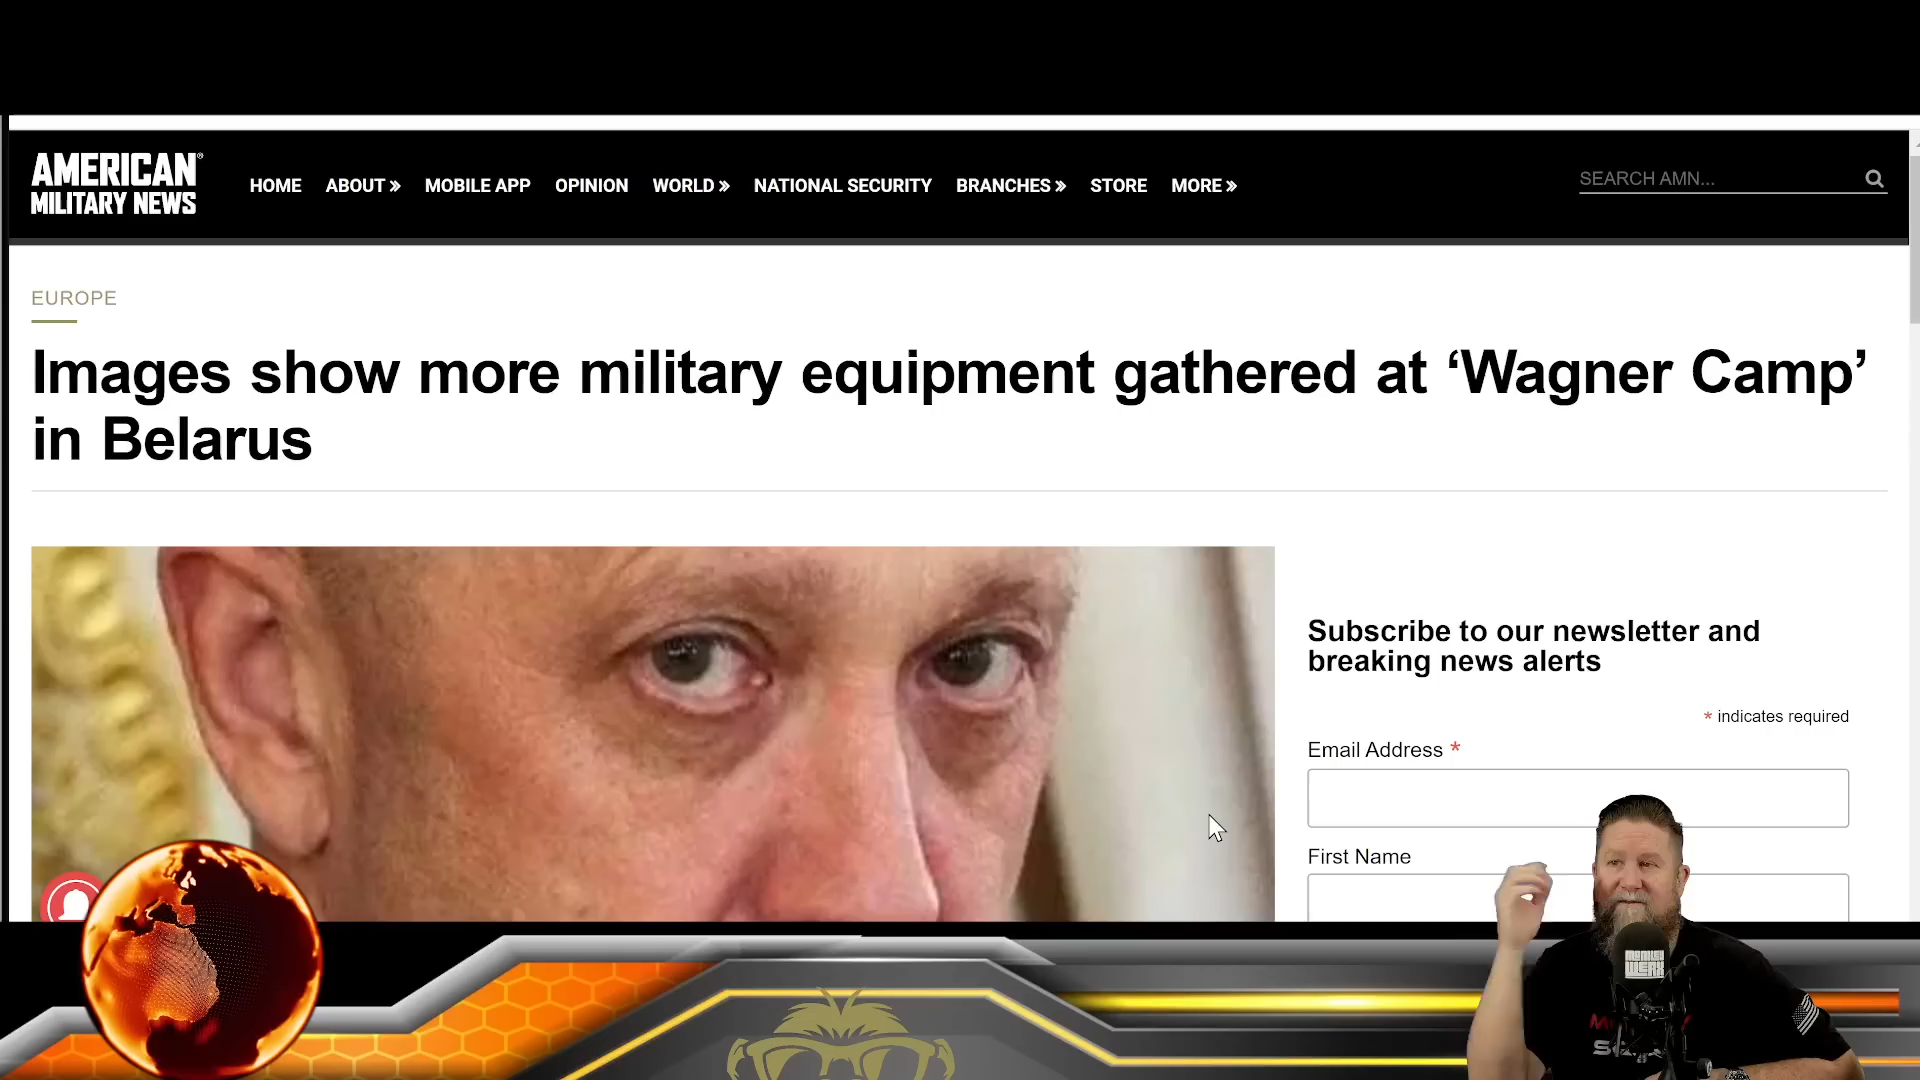 AMERICAN®
MILITARY NEWS
HOME ABOUT » MOBILE APP OPINION WORLD » NATIONAL SECURITY BRANCHES » STORE MORE »
SEARCH AMN...
EUROPE
Images show more military equipment gathered at ‘Wagner Camp’
in Belarus
Subscribe to our newsletter and
breaking news alerts
* indicates required
Email Address *
First Name